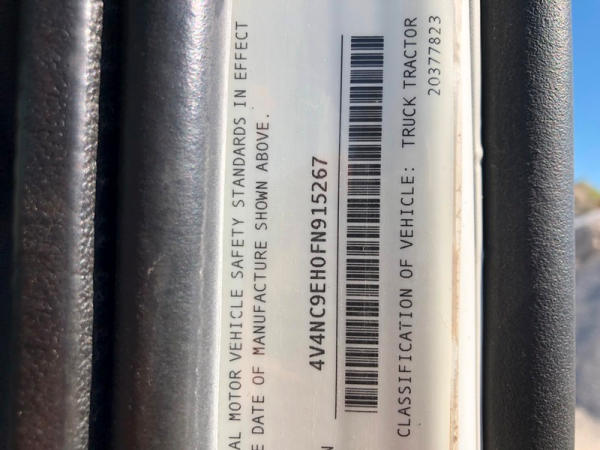 AL MOTOR VEHICLE SAFETY STANDARDS IN EFFECT
E DATE OF MANUFACTURE SHOWN ABOVE.
N
4V4NC9EH0FN915267
CLASSIFICATION OF VEHICLE: TRUCK TRACTOR
20377823